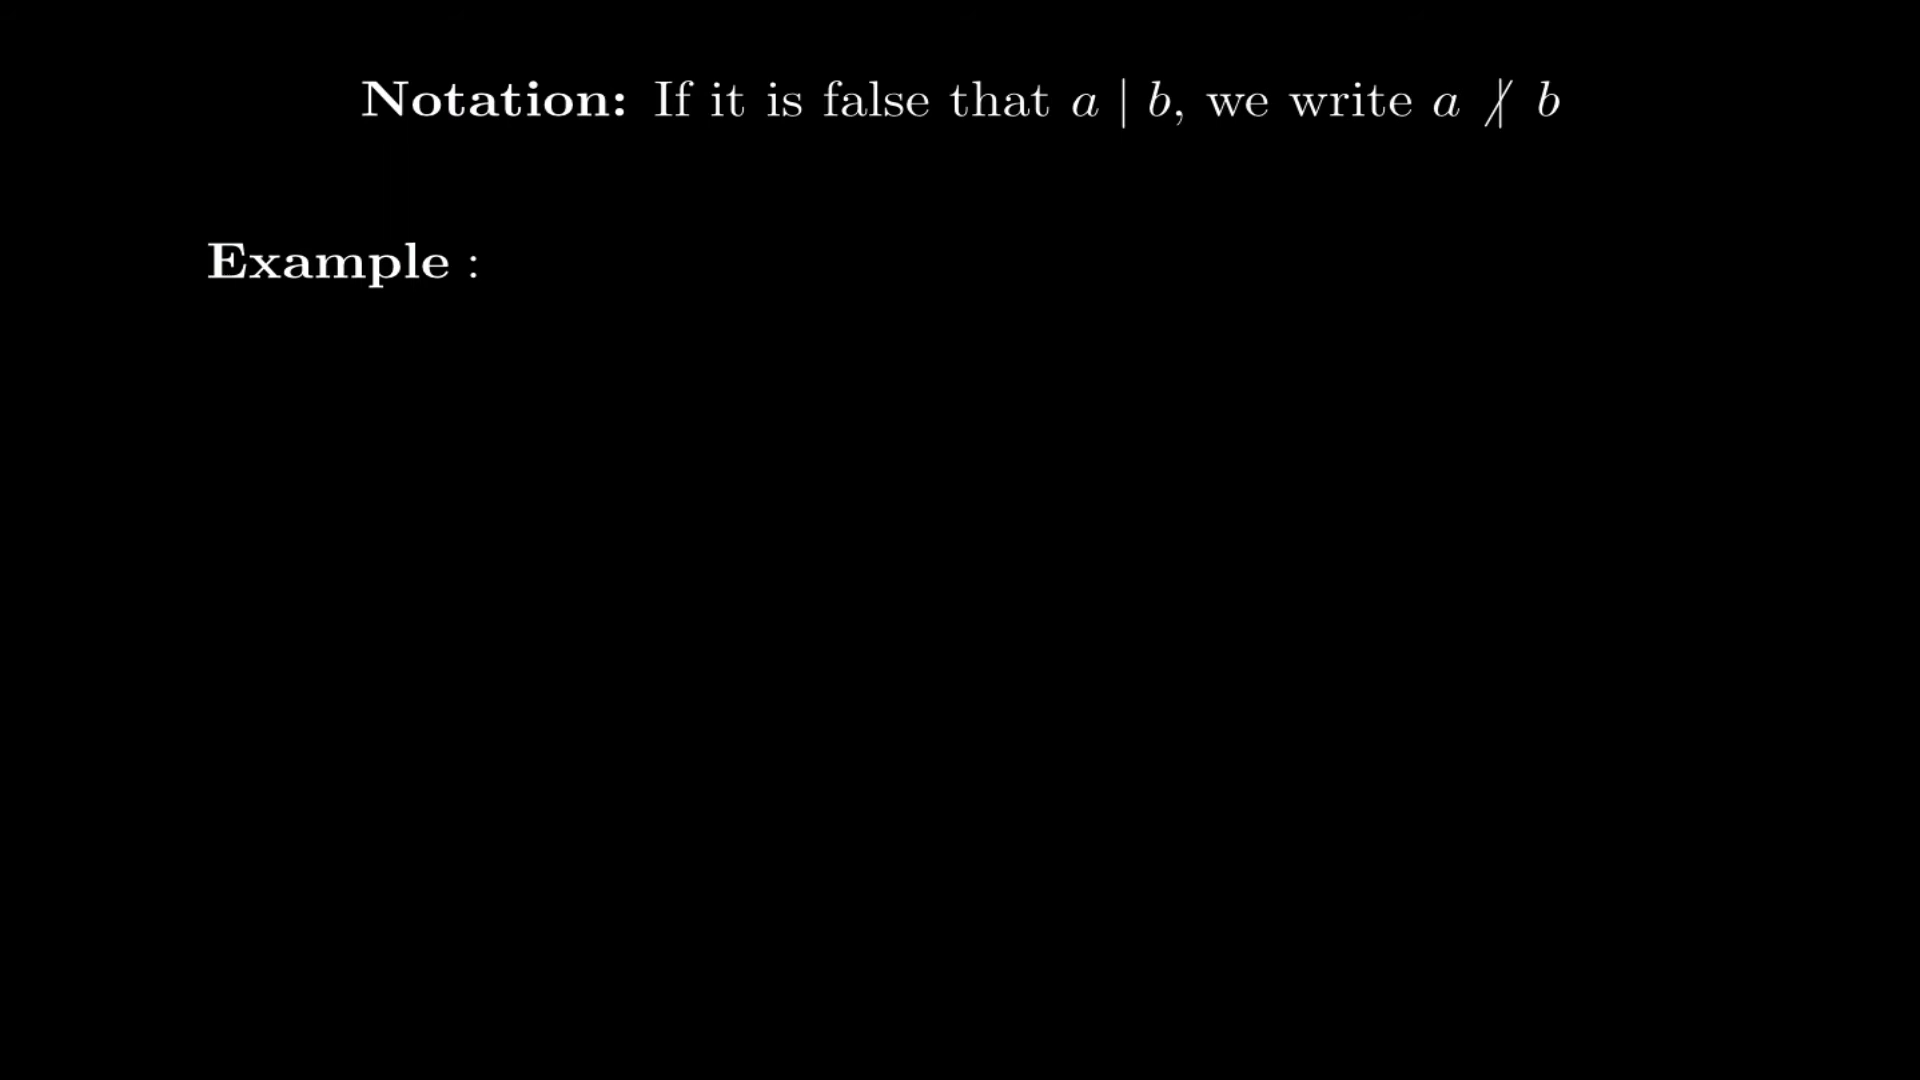 Notation: If it is false that a | b, we write a ∤ b
Example :